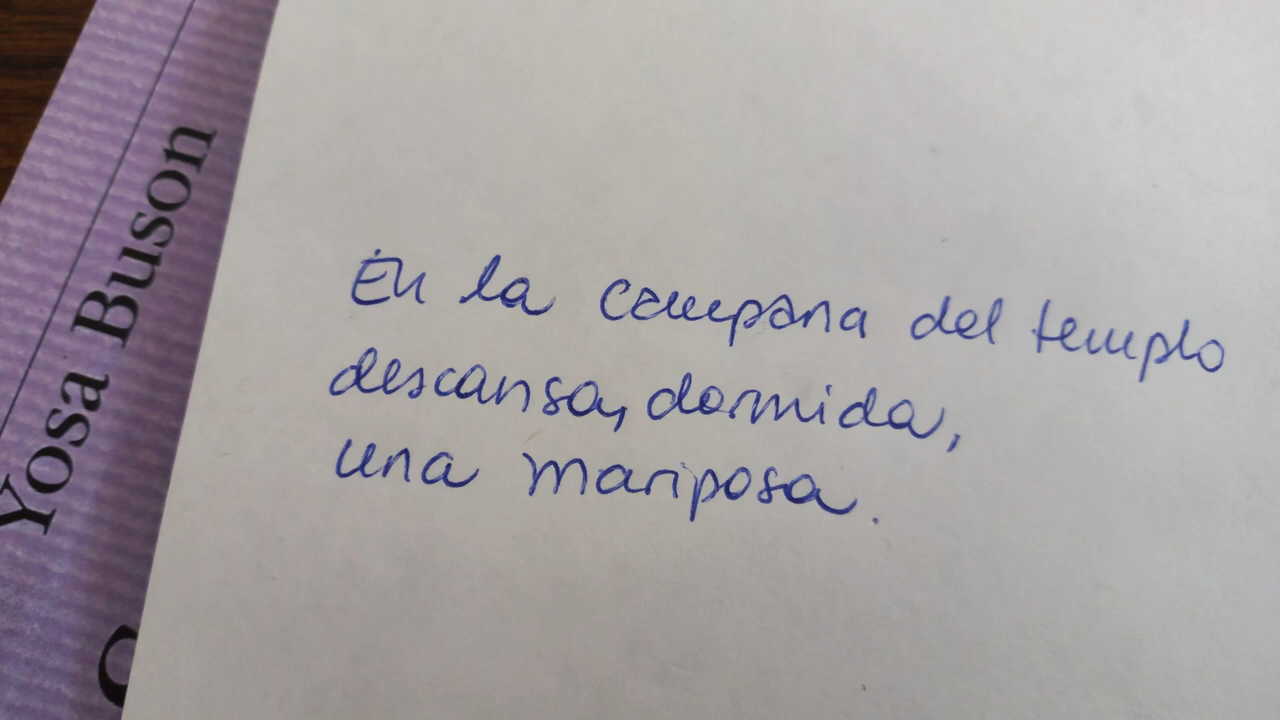 Yosa Buson
En la campana del templo
descansa, dormida,
una mariposa.